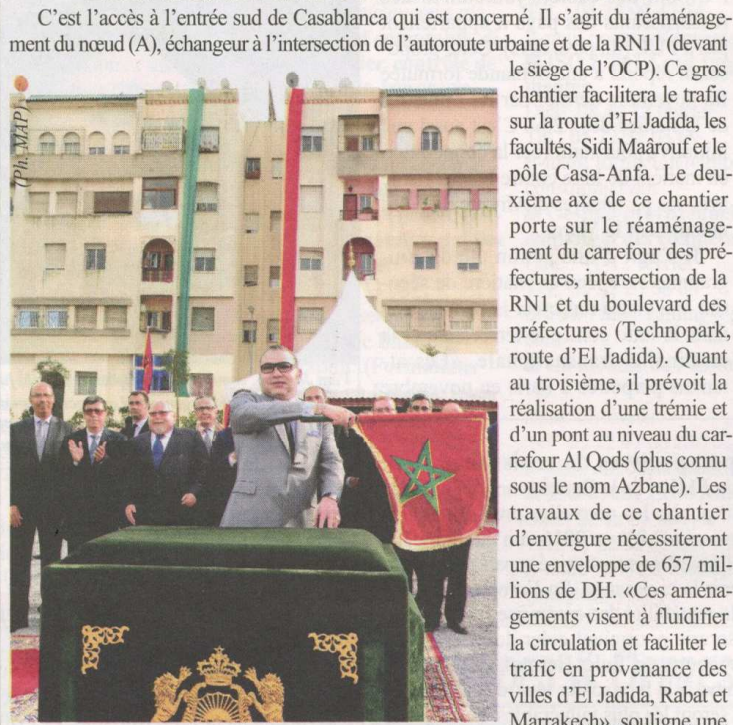 C’est l’accès à l’entrée sud de Casablanca qui est concerné. Il s’agit du réaménage-
ment du nœud (A), échangeur à l’intersection de l’autoroute urbaine et de la RN11 (devant
le siège de l’OCP). Ce gros
chantier facilitera le trafic
sur la route d’El Jadida, les
facultés, Sidi Maârouf et le
pôle Casa-Anfa. Le deu-
xième axe de ce chantier
porte sur le réaménage-
ment du carrefour des pré-
fectures, intersection de la
RN1 et du boulevard des
préfectures (Technopark,
route d’El Jadida). Quant
au troisième, il prévoit la
réalisation d’une trémie et
d’un pont au niveau du car-
refour Al Qods (plus connu
sous le nom Azbane). Les
travaux de ce chantier
d’envergure nécessiteront
une enveloppe de 657 mil-
lions de DH. «Ces aména-
gements visent à fluidifier
la circulation et faciliter le
trafic en provenance des
villes d’El Jadida, Rabat et
Marrakech», souligne une
(Ph. MAP)